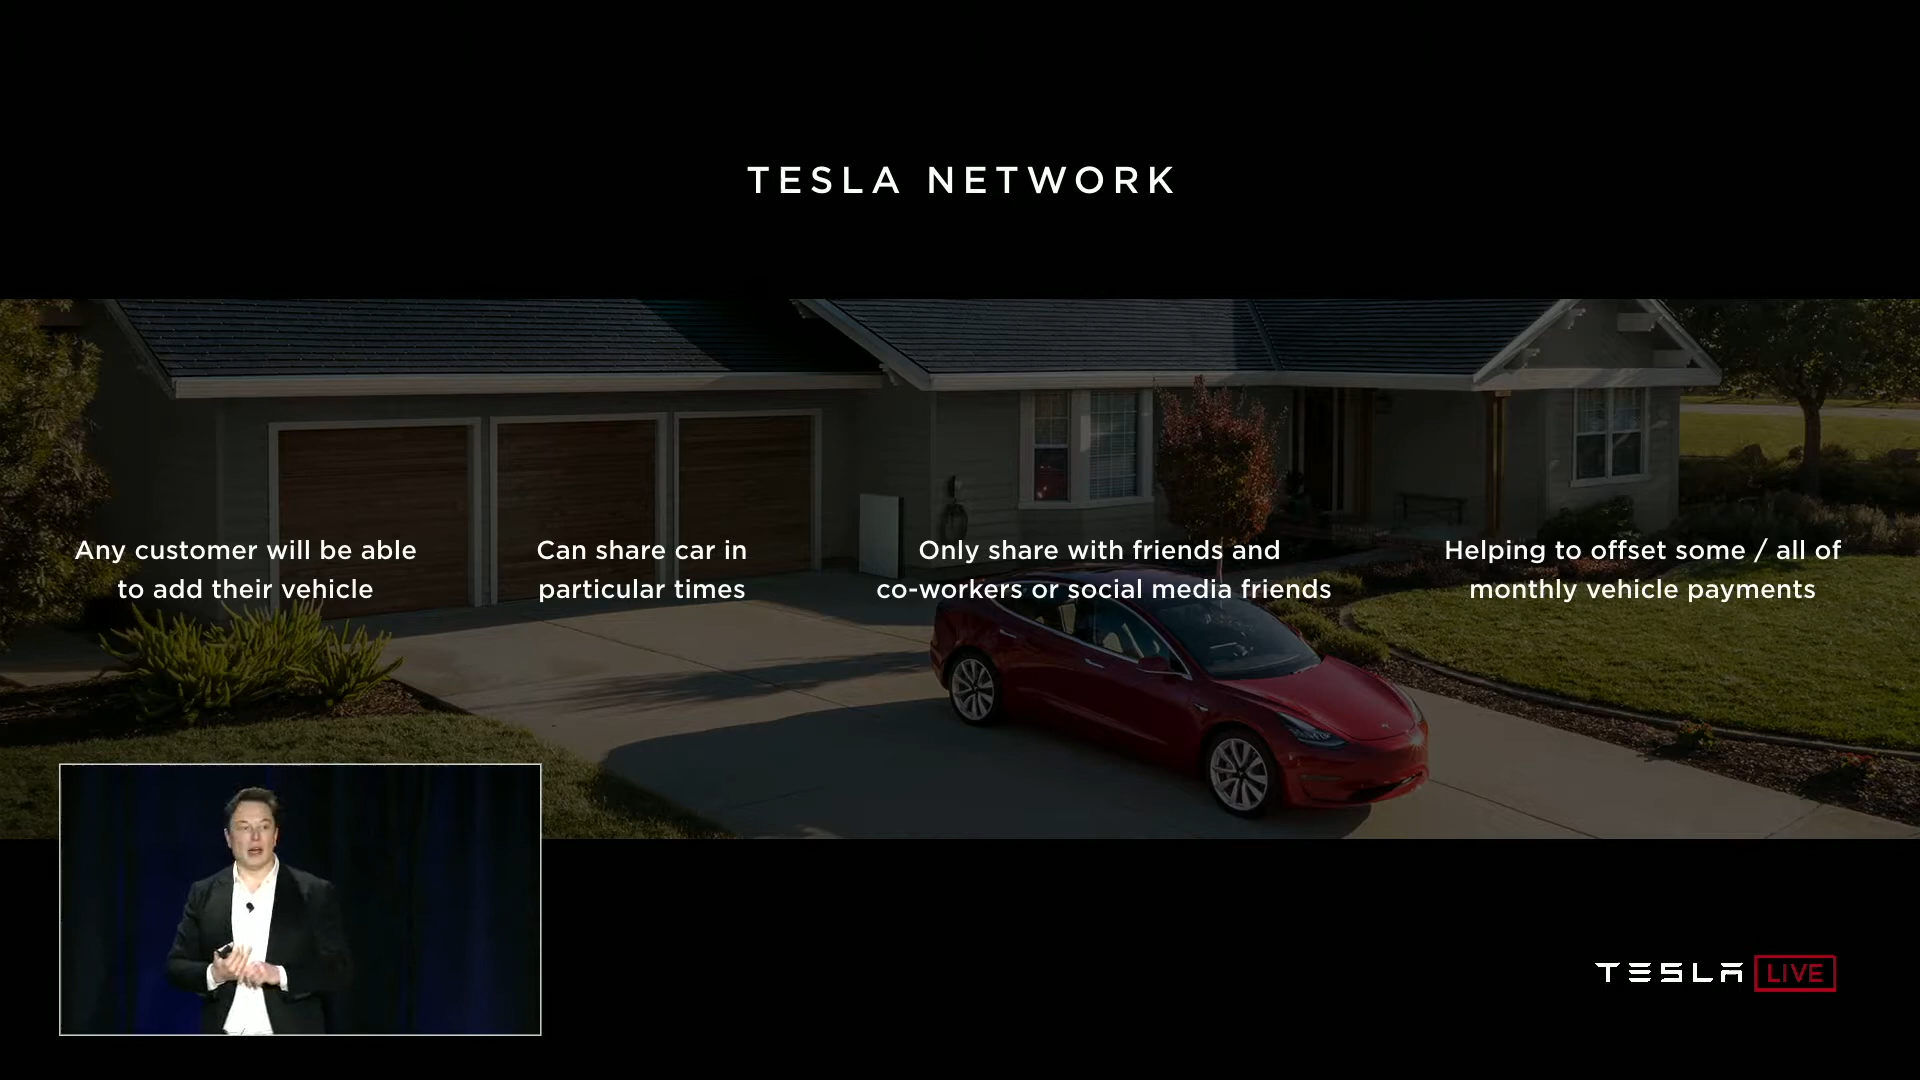 TESLA NETWORK
Any customer will be able
to add their vehicle
Can share car in
particular times
Only share with friends and
co-workers or social media friends
Helping to offset some / all of
monthly vehicle payments
TESLA LIVE